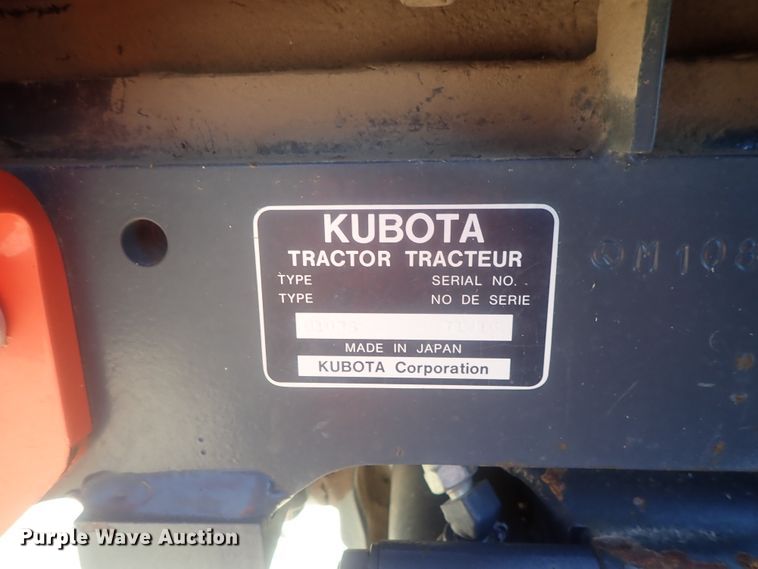 KUBOTA
TRACTOR TRACTEUR
TYPE SERIAL NO.
TYPE NO DE SERIE
MADE IN JAPAN
KUBOTA Corporation
Purple Wave Auction